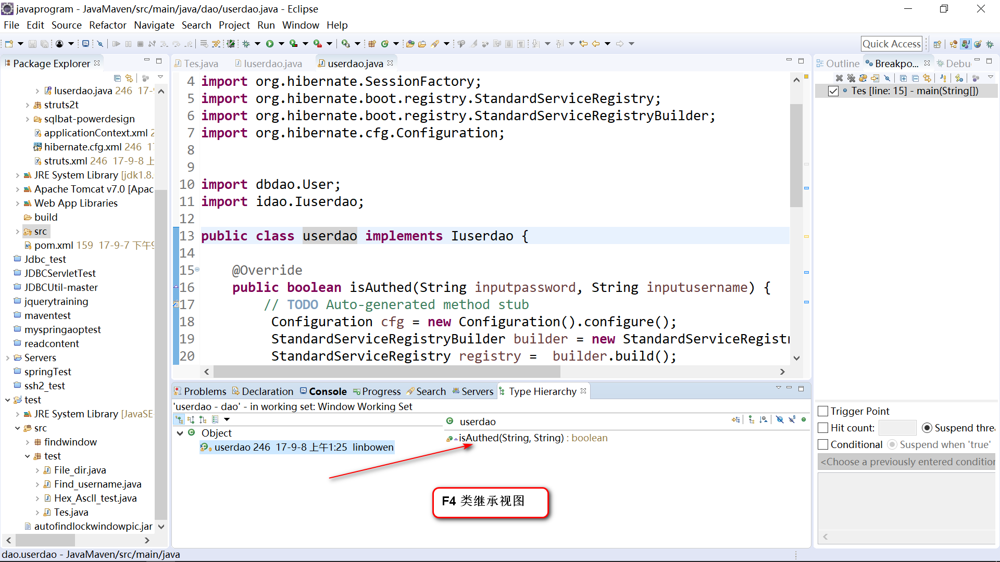 javaprogram - JavaMaven/src/main/java/dao/userdao.java - Eclipse
File Edit Source Refactor Navigate Search Project Run Window Help
Quick Access
Package Explorer
Iuserdao.java 246 17-9
struts2t
sqlbat-powerdesign
applicationContext.xml 2
hibernate.cfg.xml 246 17
struts.xml 246 17-9-8 上
JRE System Library [jdk1.8.
Apache Tomcat v7.0 [Apac
Web App Libraries
build
src
pom.xml 159 17-9-7 下午9
Jdbc_test
JDBCServletTest
JDBCUtil-master
jquerytraining
maventest
myspringaoptest
readcontent
Servers
springTest
ssh2_test
test
JRE System Library [JavaSE-
src
findwindow
test
File_dir.java
Find_username.java
Hex_AscII_test.java
Tes.java
autofindlockwindowpic.jar
Tes.java Iuserdao.java userdao.java
4 import org.hibernate.SessionFactory;
5 import org.hibernate.boot.registry.StandardServiceRegistry;
6 import org.hibernate.boot.registry.StandardServiceRegistryBuilder;
7 import org.hibernate.cfg.Configuration;
8
9
10 import dbdao.User;
11 import idao.Iuserdao;
12
13 public class userdao implements Iuserdao {
14
15 @Override
16 public boolean isAuthed(String inputpassword, String inputusername) {
17 // TODO Auto-generated method stub
18 Configuration cfg = new Configuration().configure();
19 StandardServiceRegistryBuilder builder = new StandardServiceRegistr
20 StandardServiceRegistry registry = builder.build();
Problems Declaration Console Progress Search Servers Type Hierarchy
'userdao - dao' - in working set: Window Working Set
Object
userdao 246 17-9-8 上午1:25 linbowen
userdao
isAuthed(String, String) : boolean
F4 类继承视图
Outline Breakpo... Debu
Tes [line: 15] - main(String[])
Trigger Point
Hit count: Suspend threa
Conditional Suspend when 'true'
<Choose a previously entered condition
dao.userdao - JavaMaven/src/main/java